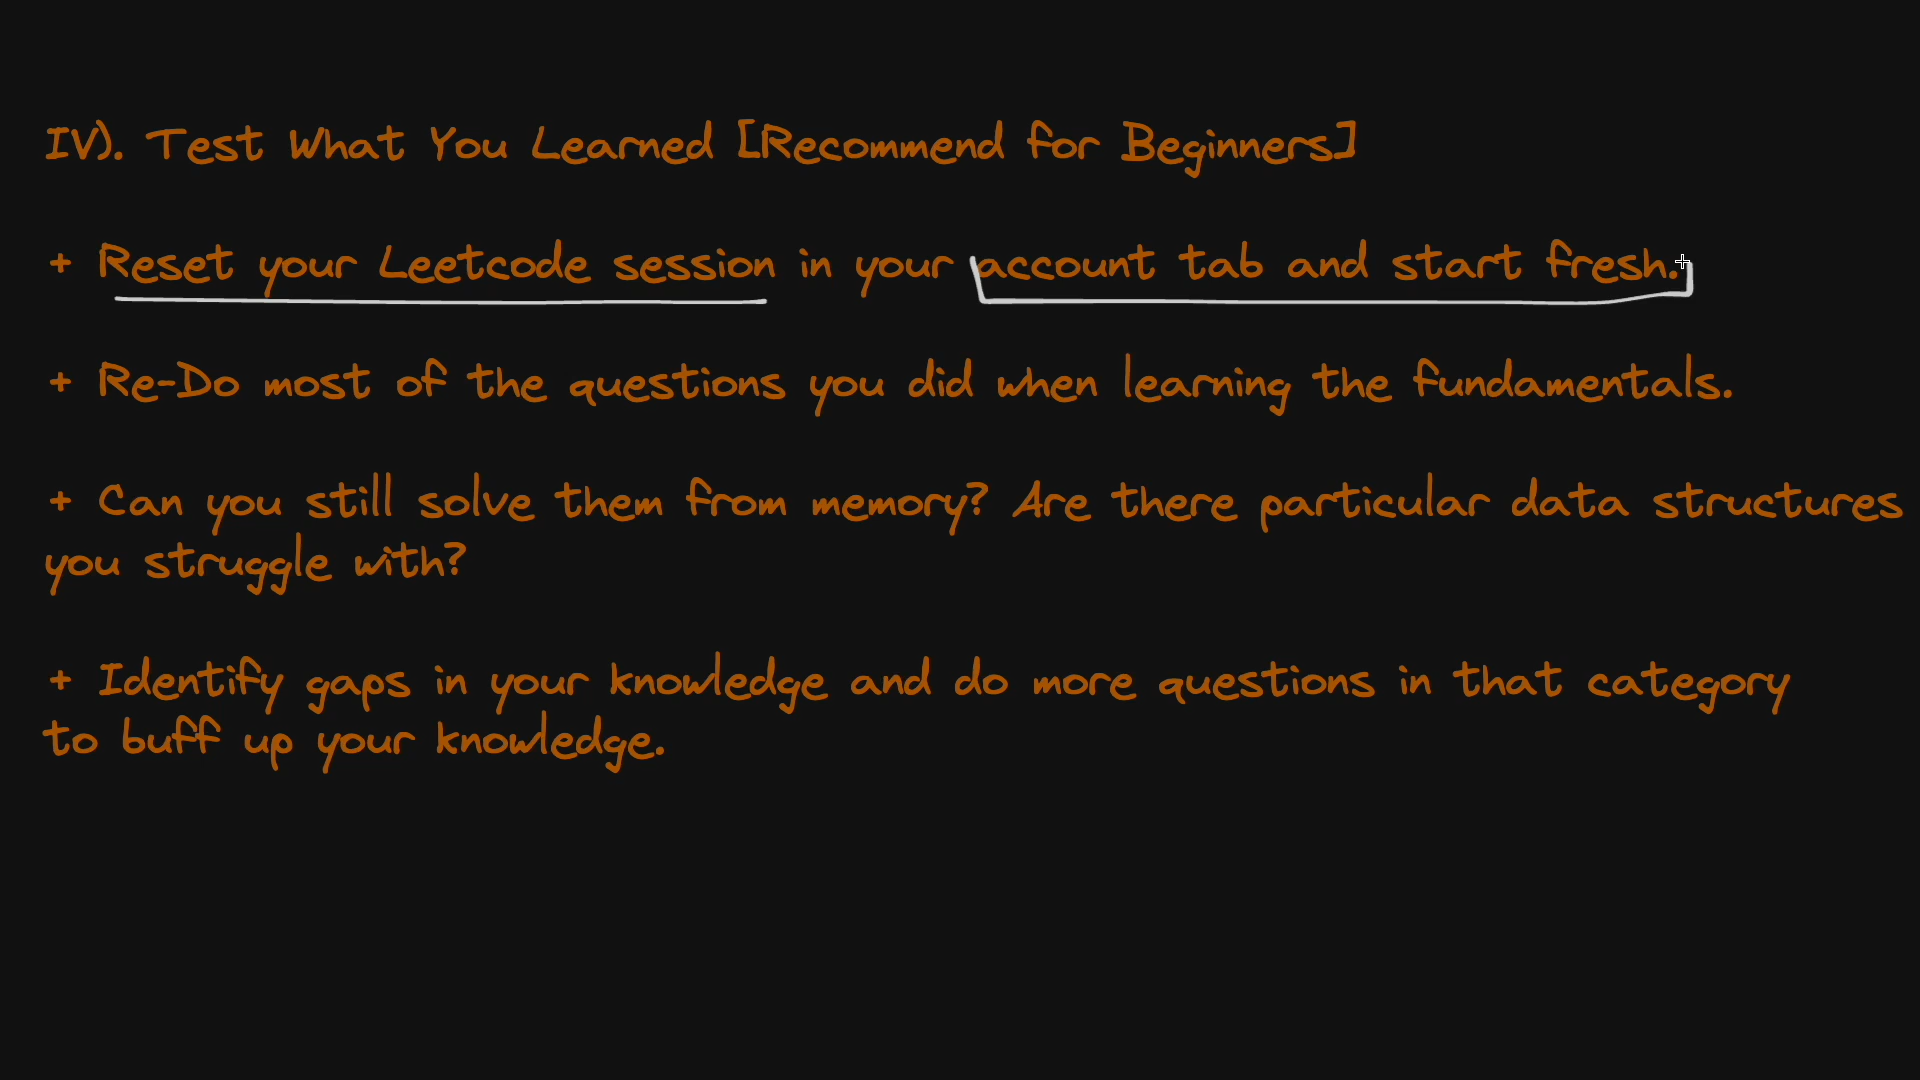 IV). Test What You Learned [Recommend for Beginners]
+ Reset your Leetcode session in your account tab and start fresh.
+ Re-Do most of the questions you did when learning the fundamentals.
+ Can you still solve them from memory? Are there particular data structures
you struggle with?
+ Identify gaps in your knowledge and do more questions in that category
to buff up your knowledge.